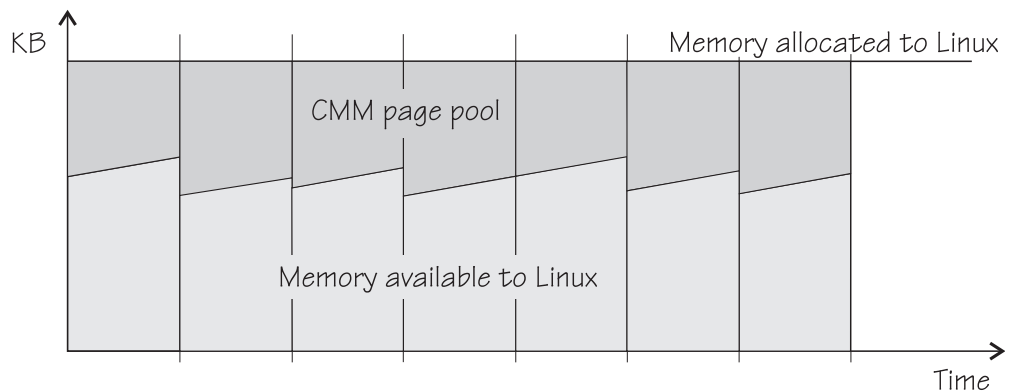 KB
Memory allocated to Linux
CMM page pool
Memory available to Linux
Time